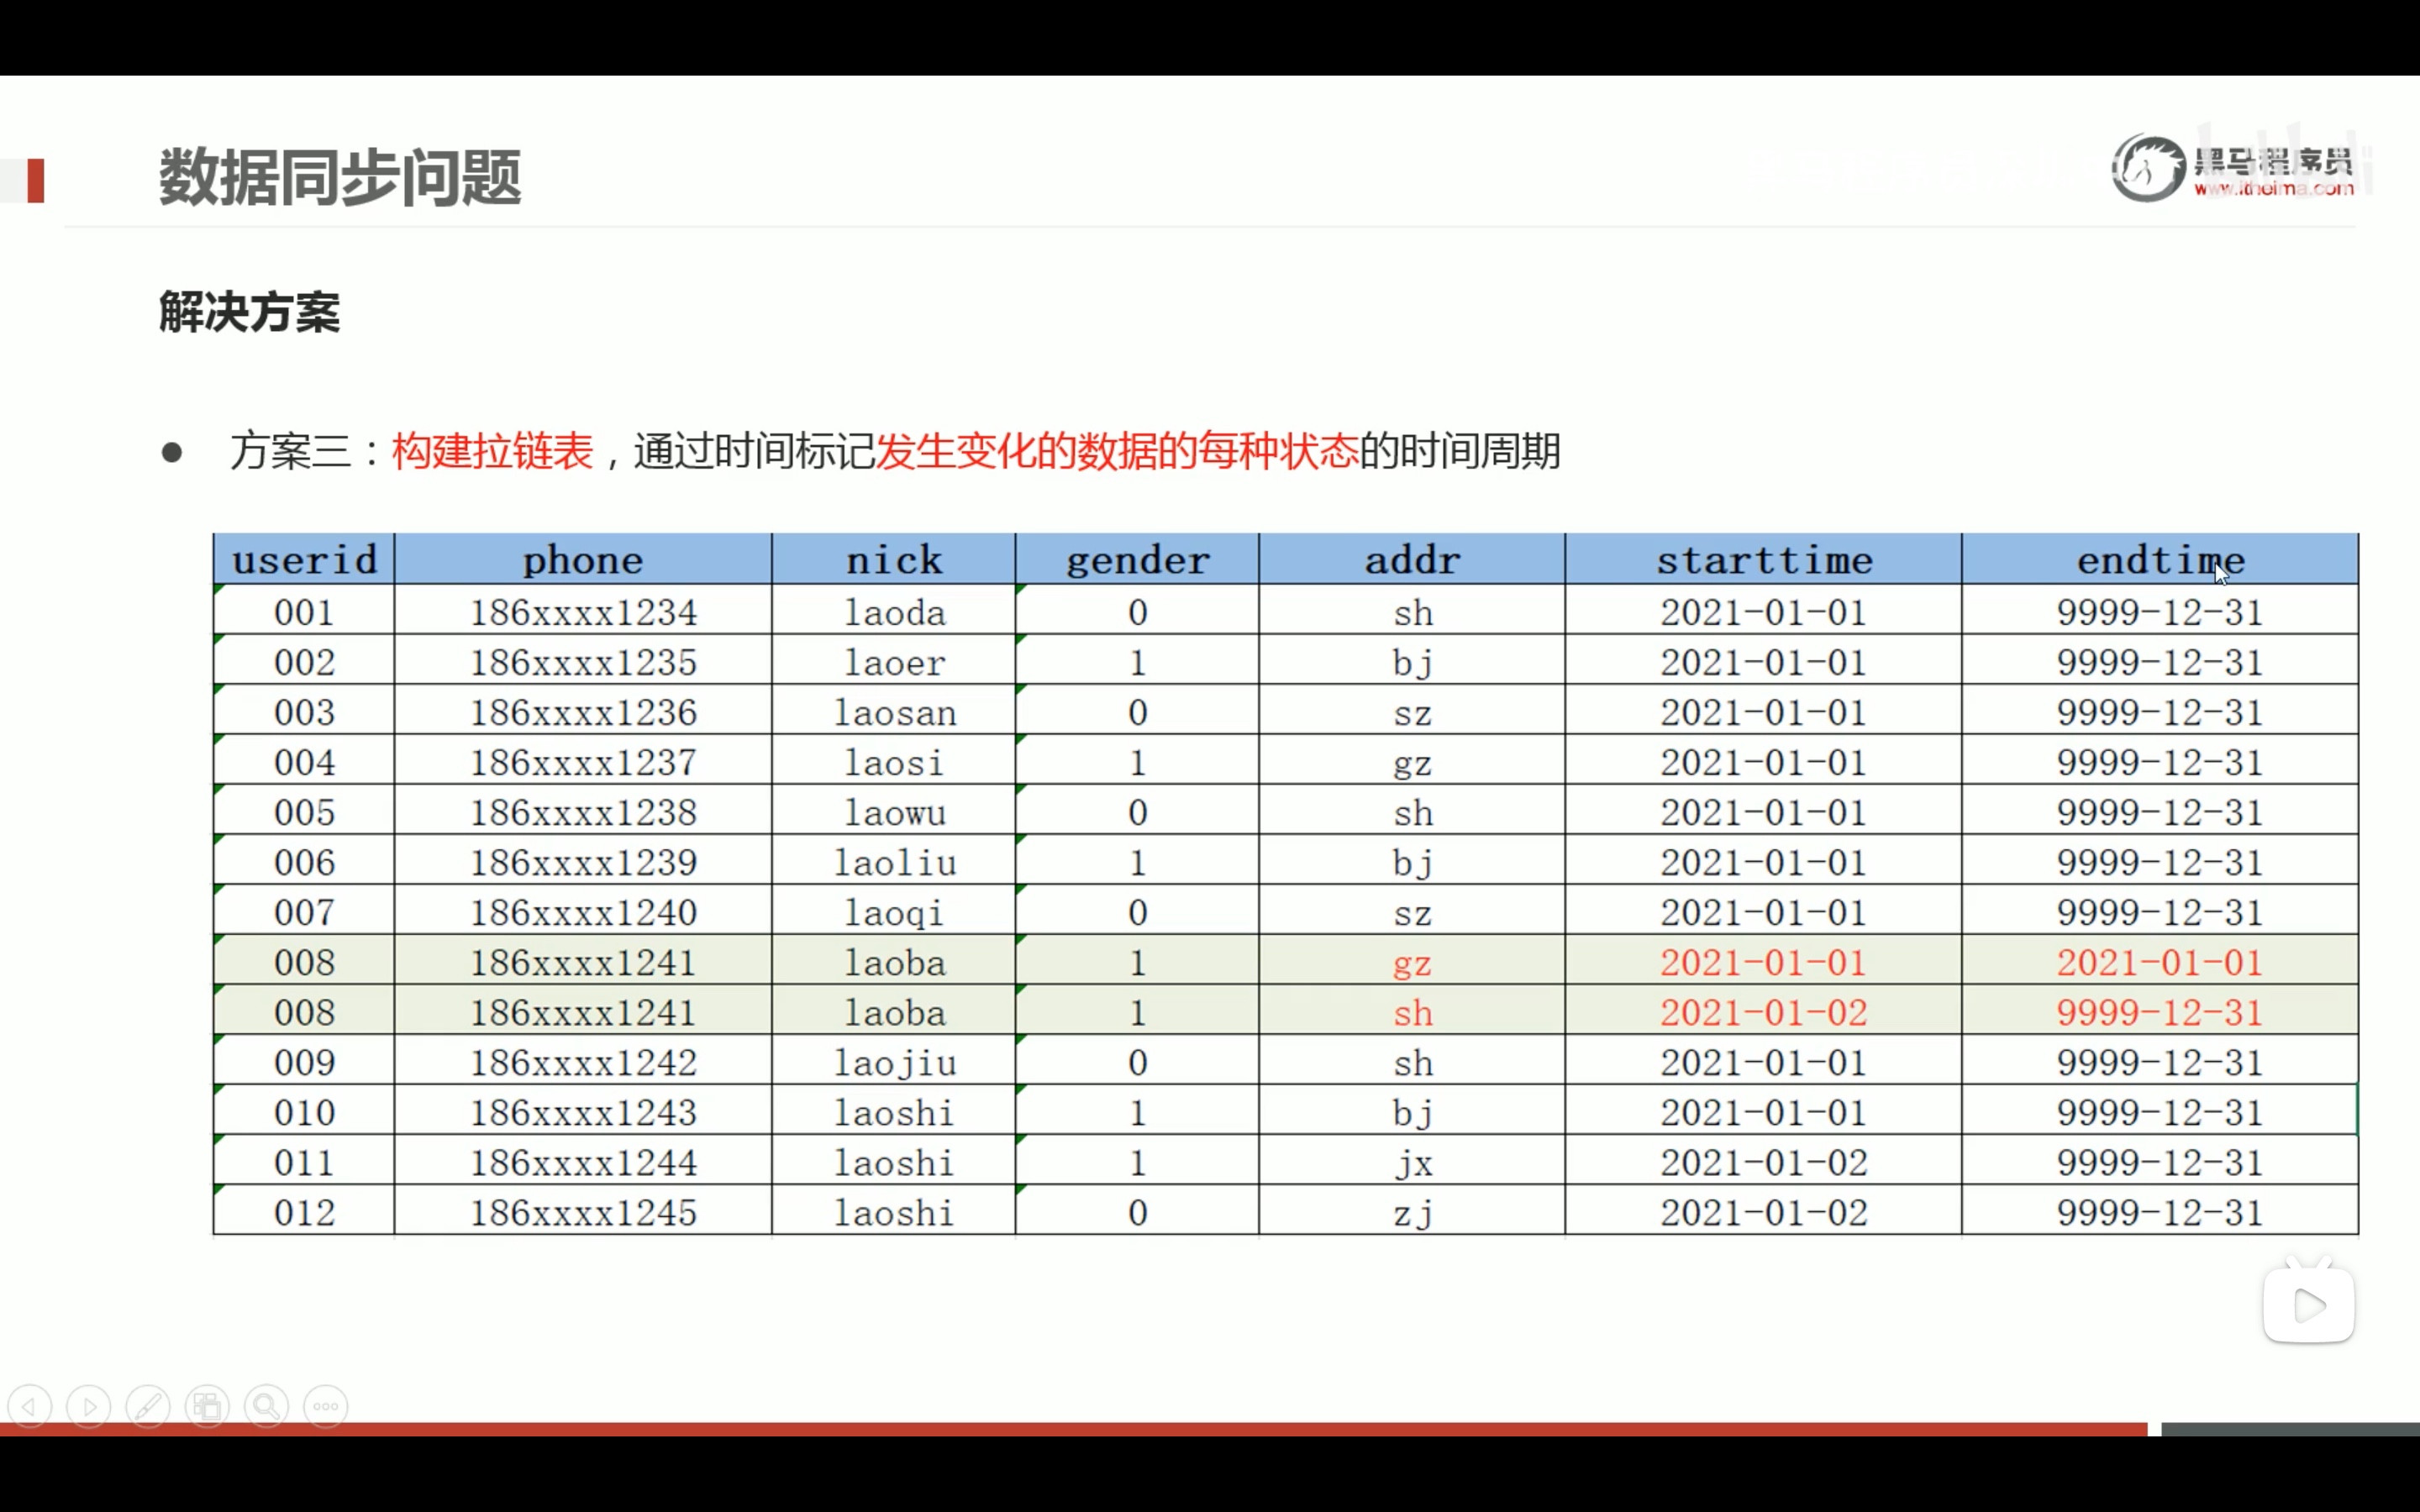 数据同步问题
黑马程序员
www.itheima.com
解决方案
● 方案三：构建拉链表，通过时间标记发生变化的数据的每种状态的时间周期
userid phone nick gender addr starttime endtime
001 186xxxx1234 laoda 0 sh 2021-01-01 9999-12-31
002 186xxxx1235 laoer 1 bj 2021-01-01 9999-12-31
003 186xxxx1236 laosan 0 sz 2021-01-01 9999-12-31
004 186xxxx1237 laosi 1 gz 2021-01-01 9999-12-31
005 186xxxx1238 laowu 0 sh 2021-01-01 9999-12-31
006 186xxxx1239 laoliu 1 bj 2021-01-01 9999-12-31
007 186xxxx1240 laoqi 0 sz 2021-01-01 9999-12-31
008 186xxxx1241 laoba 1 gz 2021-01-01 2021-01-01
008 186xxxx1241 laoba 1 sh 2021-01-02 9999-12-31
009 186xxxx1242 laojiu 0 sh 2021-01-01 9999-12-31
010 186xxxx1243 laoshi 1 bj 2021-01-01 9999-12-31
011 186xxxx1244 laoshi 1 jx 2021-01-02 9999-12-31
012 186xxxx1245 laoshi 0 zj 2021-01-02 9999-12-31